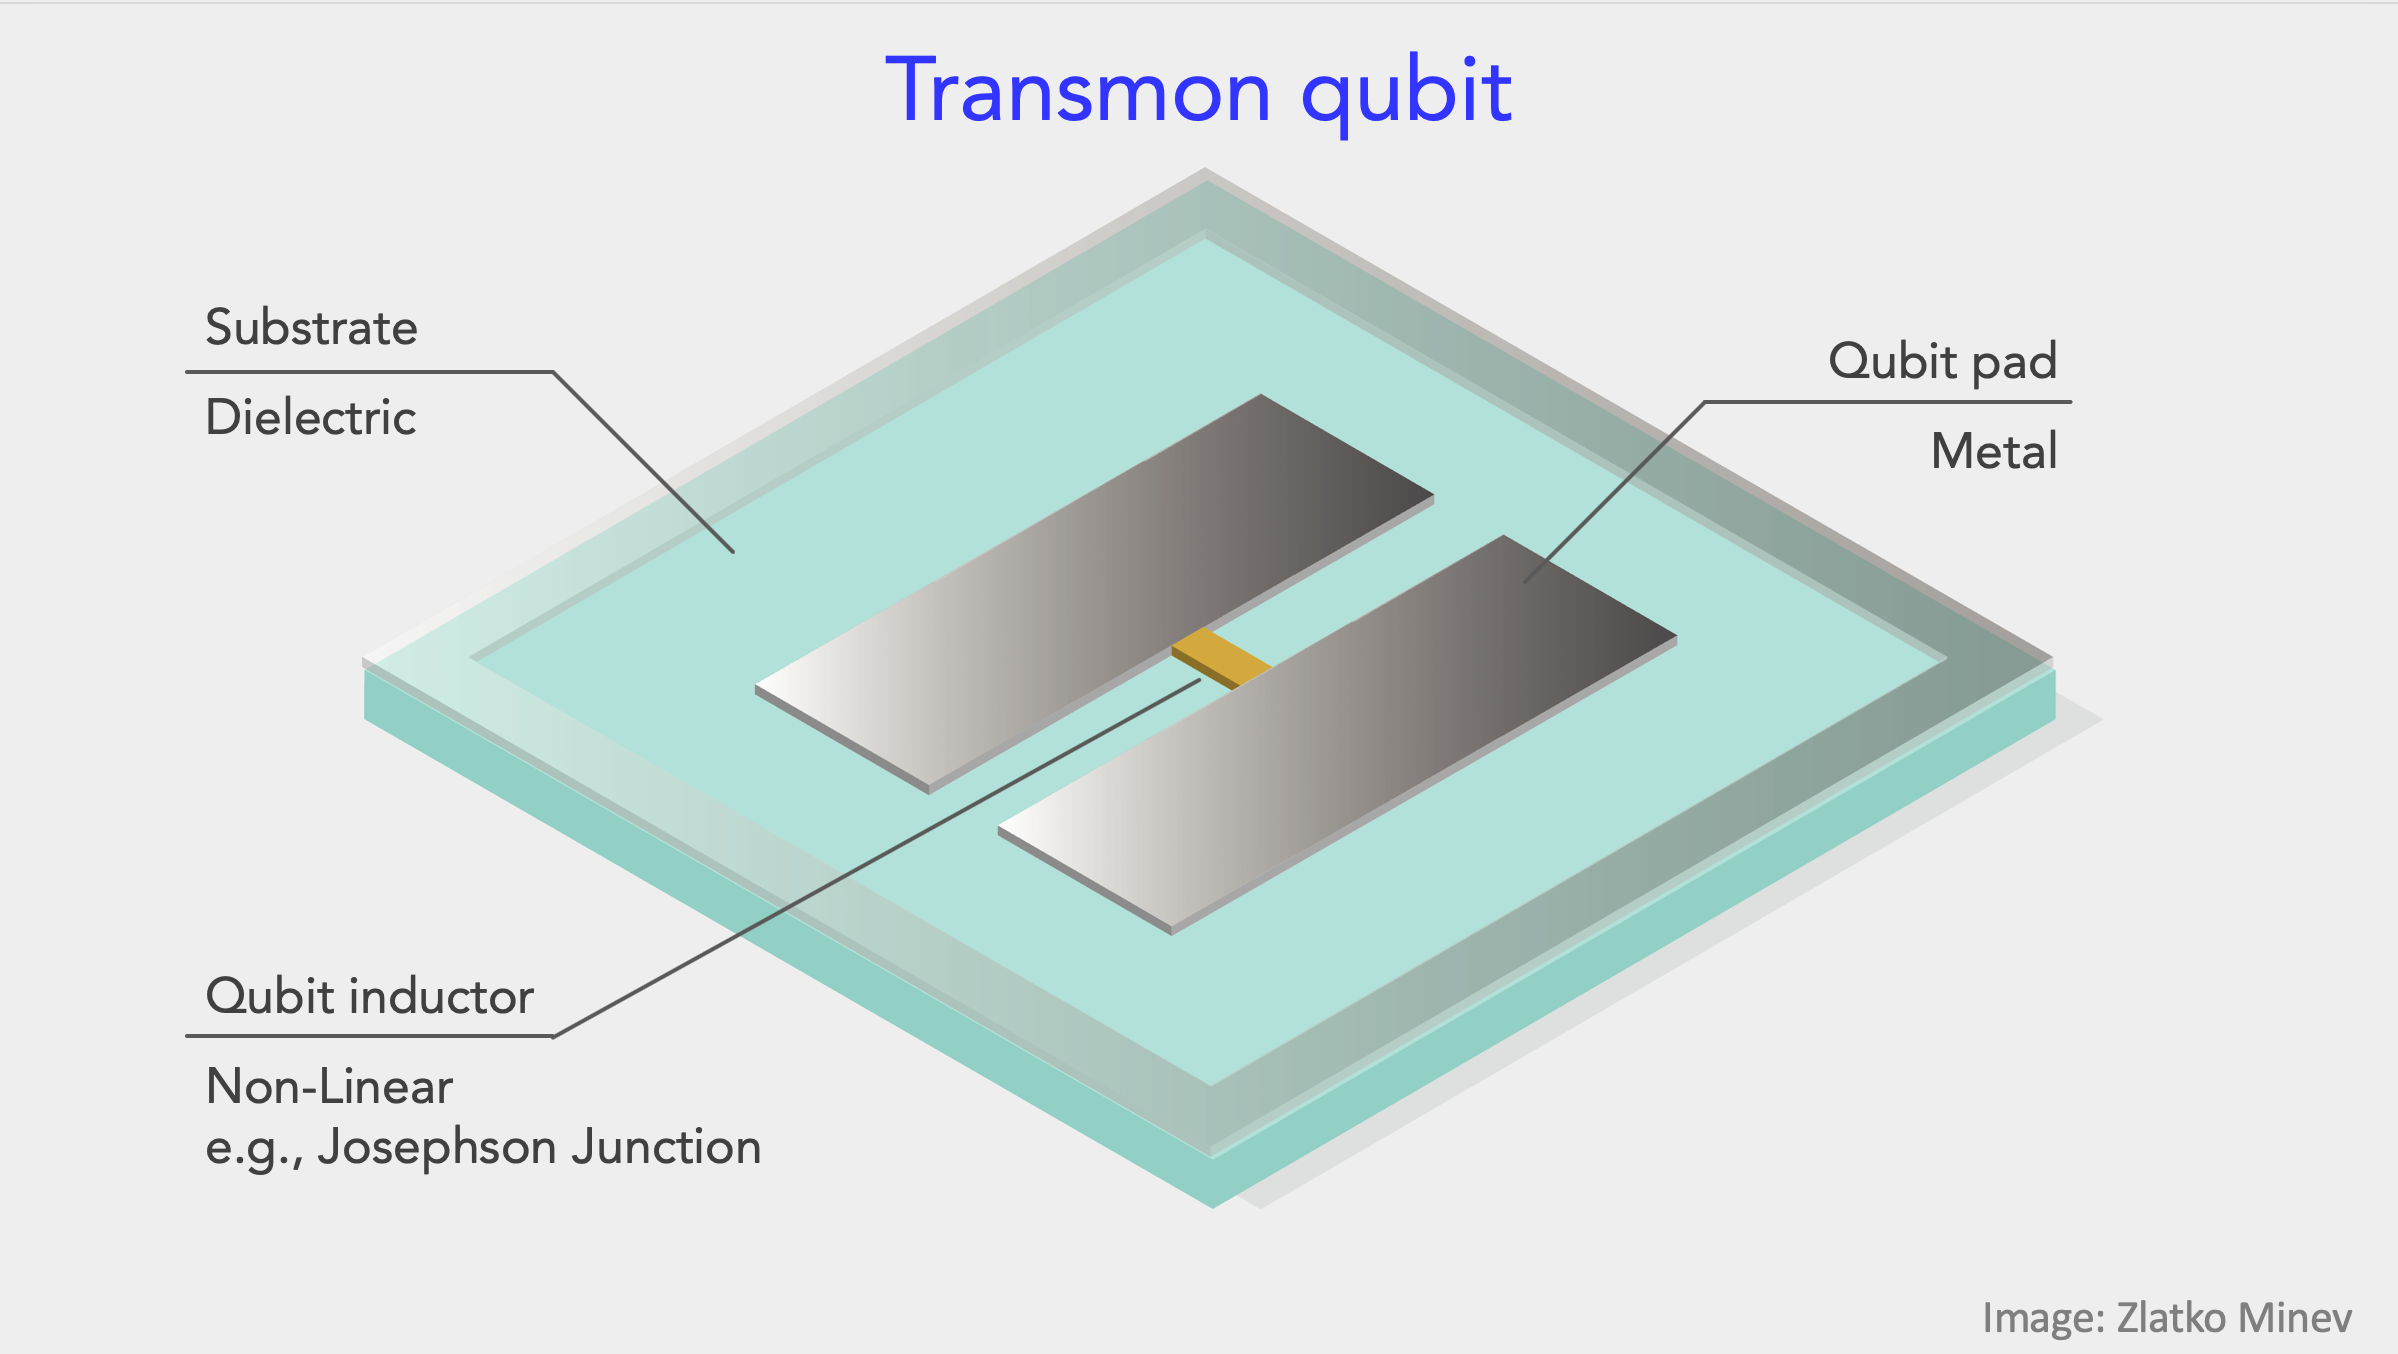 Transmon qubit
Substrate
Dielectric
Qubit pad
Metal
Qubit inductor
Non-Linear
e.g., Josephson Junction
Image: Zlatko Minev